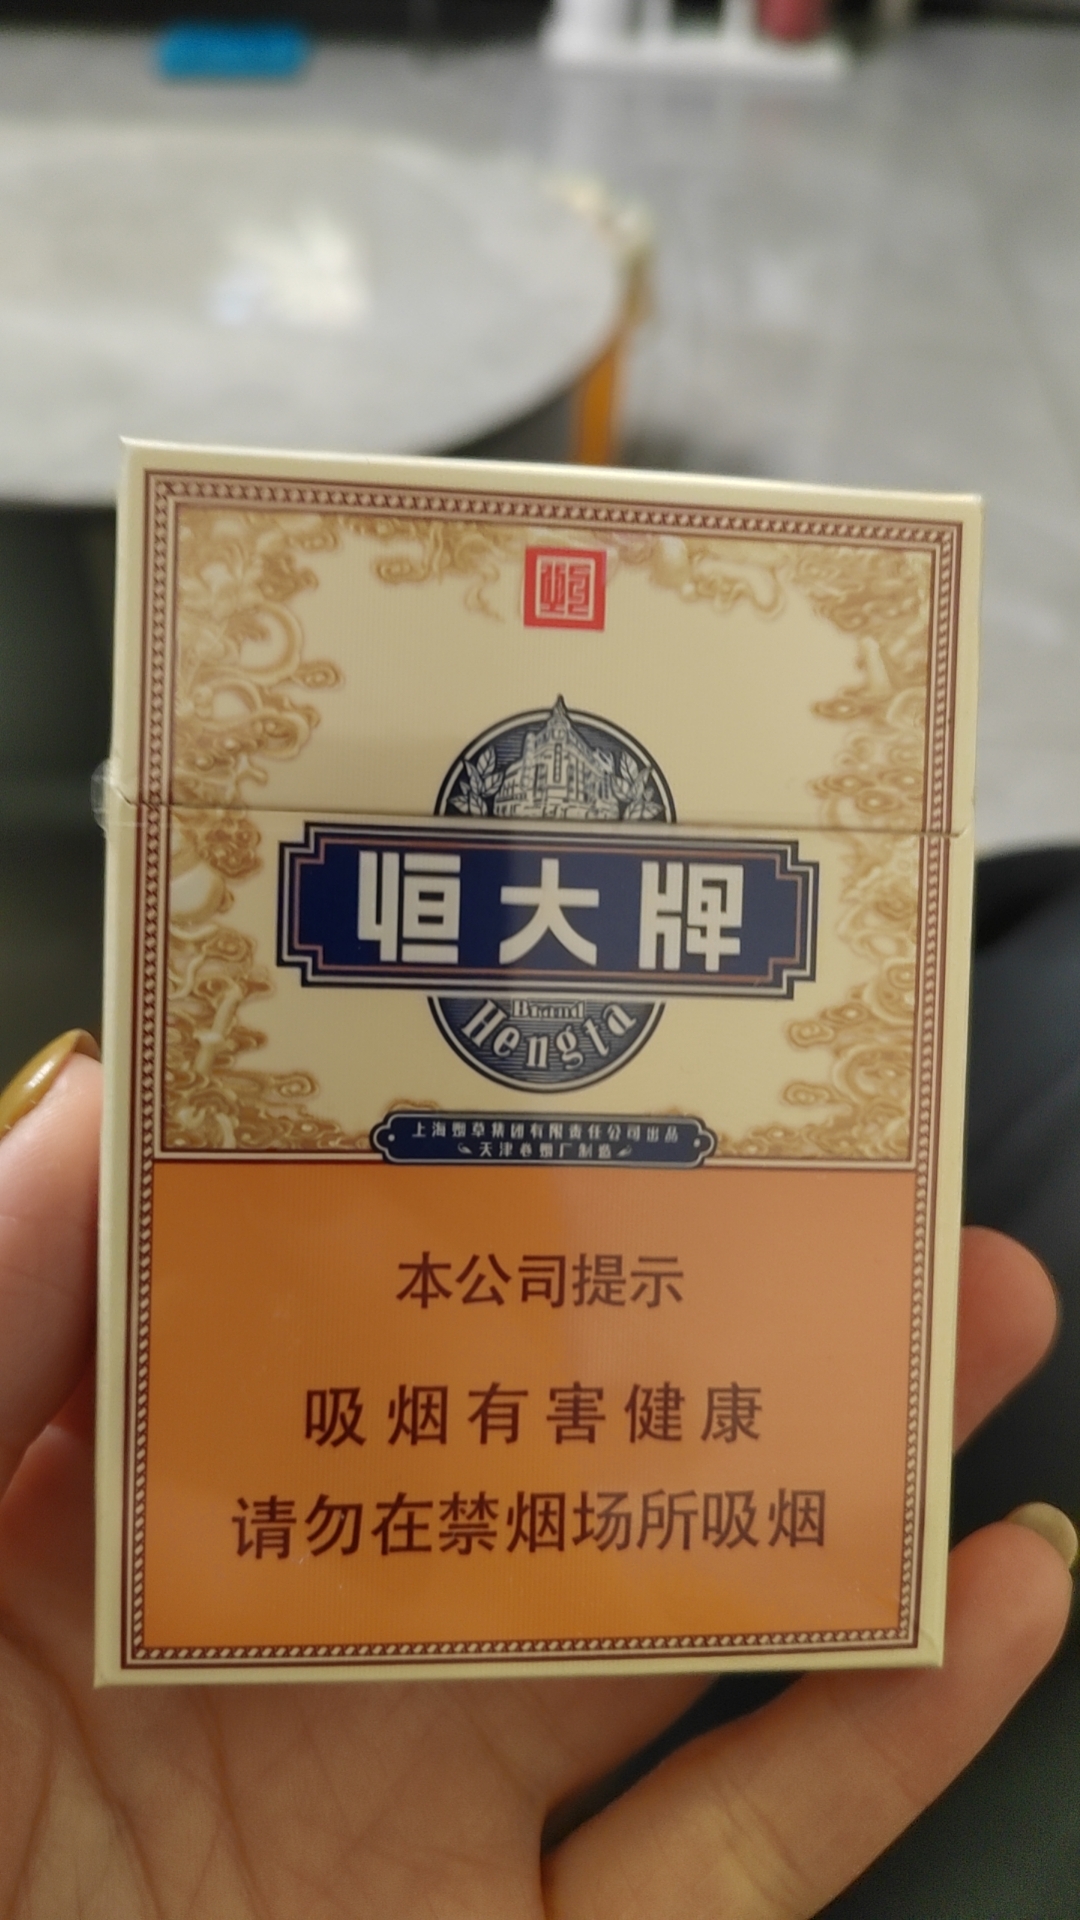 恒大牌
Brand
Hengta
上海烟草集团有限责任公司出品
天津卷烟厂制造
本公司提示
吸烟有害健康
请勿在禁烟场所吸烟